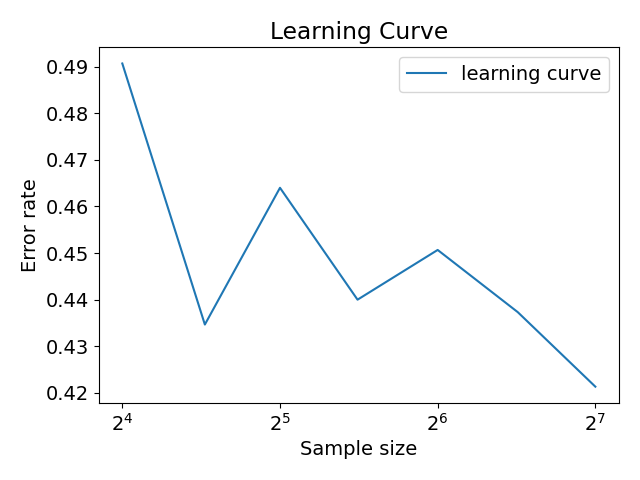 Learning Curve
learning curve
Error rate
0.49
0.48
0.47
0.46
0.45
0.44
0.43
0.42
2⁴ 2⁵ 2⁶ 2⁷
Sample size